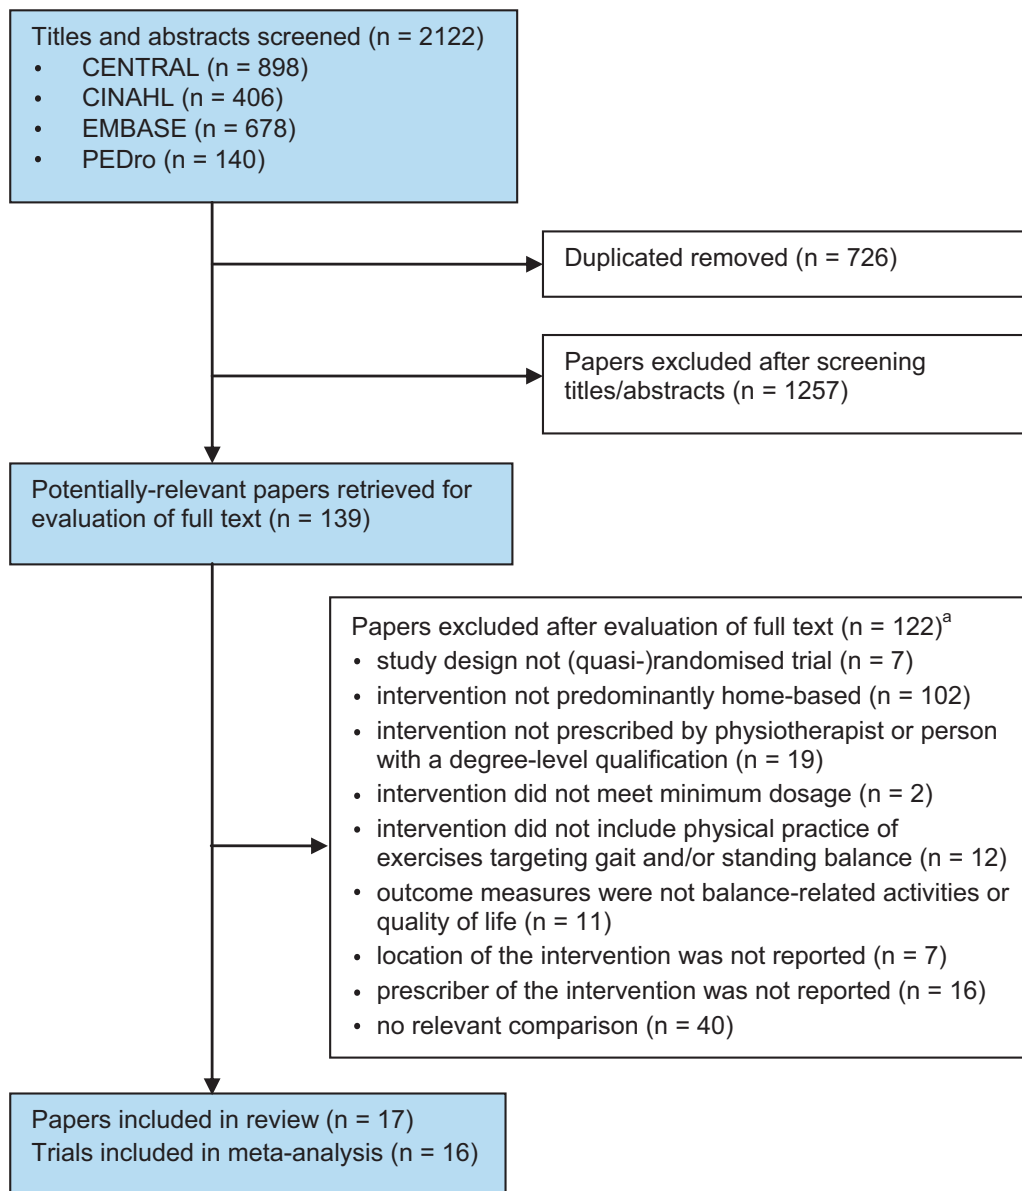 Titles and abstracts screened (n = 2122)
• CENTRAL (n = 898)
• CINAHL (n = 406)
• EMBASE (n = 678)
• PEDro (n = 140)
Duplicated removed (n = 726)
Papers excluded after screening
titles/abstracts (n = 1257)
Potentially-relevant papers retrieved for
evaluation of full text (n = 139)
Papers excluded after evaluation of full text (n = 122)a
• study design not (quasi-)randomised trial (n = 7)
• intervention not predominantly home-based (n = 102)
• intervention not prescribed by physiotherapist or person
with a degree-level qualification (n = 19)
• intervention did not meet minimum dosage (n = 2)
• intervention did not include physical practice of
exercises targeting gait and/or standing balance (n = 12)
• outcome measures were not balance-related activities or
quality of life (n = 11)
• location of the intervention was not reported (n = 7)
• prescriber of the intervention was not reported (n = 16)
• no relevant comparison (n = 40)
Papers included in review (n = 17)
Trials included in meta-analysis (n = 16)